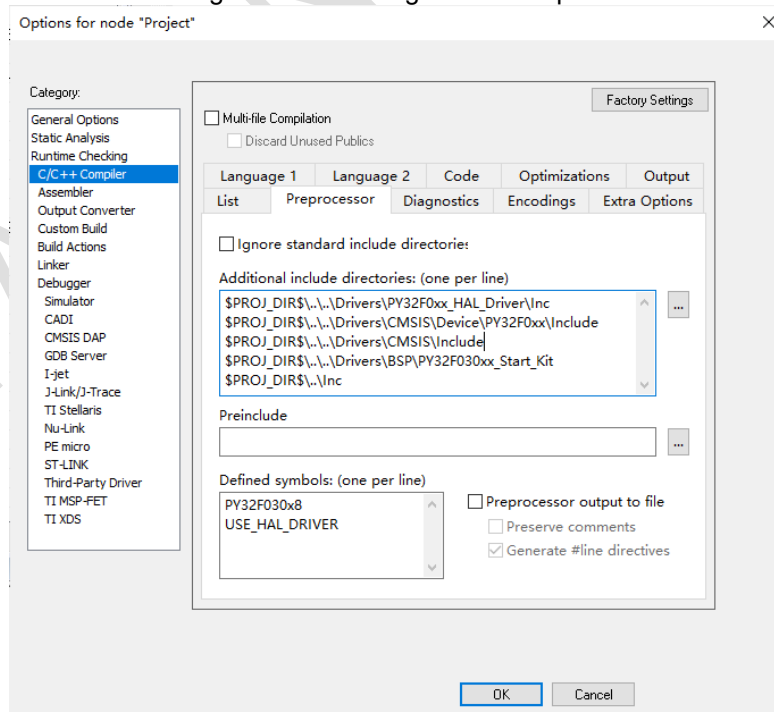 Options for node "Project"
Category:
General Options
Static Analysis
Runtime Checking
C/C++ Compiler
Assembler
Output Converter
Custom Build
Build Actions
Linker
Debugger
Simulator
CADI
CMSIS DAP
GDB Server
I-jet
J-Link/J-Trace
TI Stellaris
Nu-Link
PE micro
ST-LINK
Third-Party Driver
TI MSP-FET
TI XDS
Factory Settings
Multi-file Compilation
Discard Unused Publics
Language 1 Language 2 Code Optimizations Output
List Preprocessor Diagnostics Encodings Extra Options
Ignore standard include directories
Additional include directories: (one per line)
$PROJ_DIR$\..\..\Drivers\PY32F0xx_HAL_Driver\Inc
$PROJ_DIR$\..\..\Drivers\CMSIS\Device\PY32F0xx\Include
$PROJ_DIR$\..\..\Drivers\CMSIS\Include
$PROJ_DIR$\..\..\Drivers\BSP\PY32F030xx_Start_Kit
$PROJ_DIR$\..\Inc
...
Preinclude
...
Defined symbols: (one per line)
PY32F030x8
USE_HAL_DRIVER
Preprocessor output to file
Preserve comments
Generate #line directives
OK Cancel